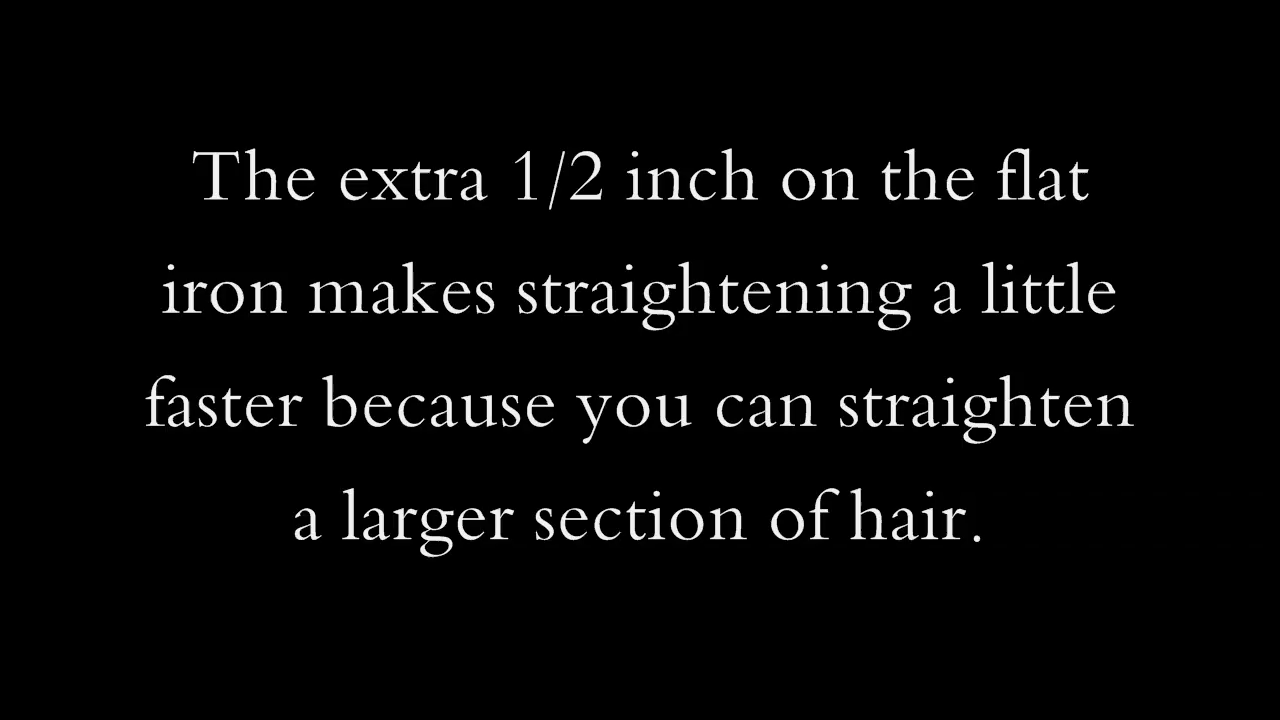 The extra 1/2 inch on the flat
iron makes straightening a little
faster because you can straighten
a larger section of hair.